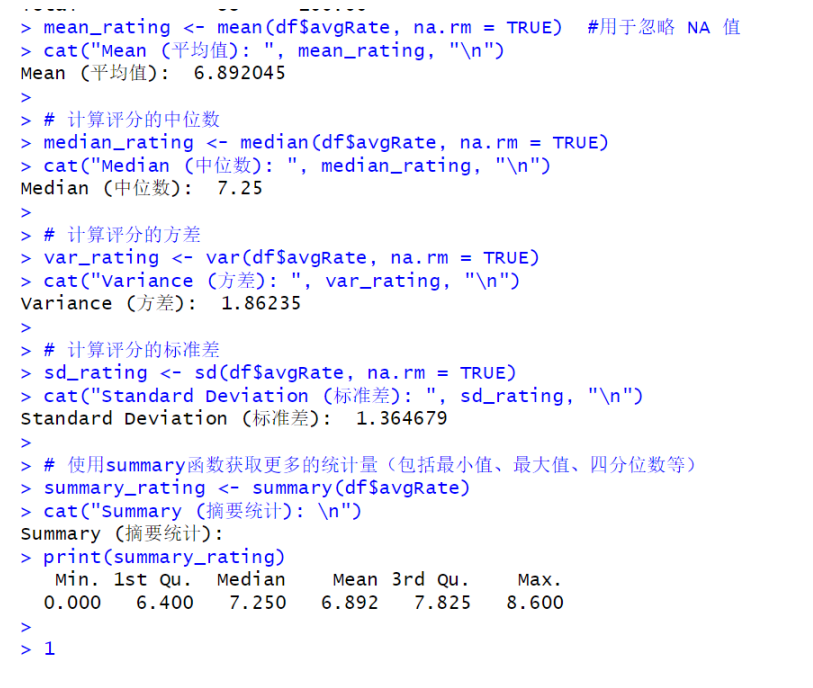 > mean_rating <- mean(df$avgRate, na.rm = TRUE)  #用于忽略 NA 值
> cat("Mean (平均值): ", mean_rating, "\n")
Mean (平均值):  6.892045
>
> # 计算评分的中位数
> median_rating <- median(df$avgRate, na.rm = TRUE)
> cat("Median (中位数): ", median_rating, "\n")
Median (中位数):  7.25
>
> # 计算评分的方差
> var_rating <- var(df$avgRate, na.rm = TRUE)
> cat("Variance (方差): ", var_rating, "\n")
Variance (方差):  1.86235
>
> # 计算评分的标准差
> sd_rating <- sd(df$avgRate, na.rm = TRUE)
> cat("Standard Deviation (标准差): ", sd_rating, "\n")
Standard Deviation (标准差):  1.364679
>
> # 使用summary函数获取更多的统计量（包括最小值、最大值、四分位数等）
> summary_rating <- summary(df$avgRate)
> cat("Summary (摘要统计): \n")
Summary (摘要统计):
> print(summary_rating)
   Min. 1st Qu.  Median    Mean 3rd Qu.    Max.
  0.000   6.400   7.250   6.892   7.825   8.600
>
> 1